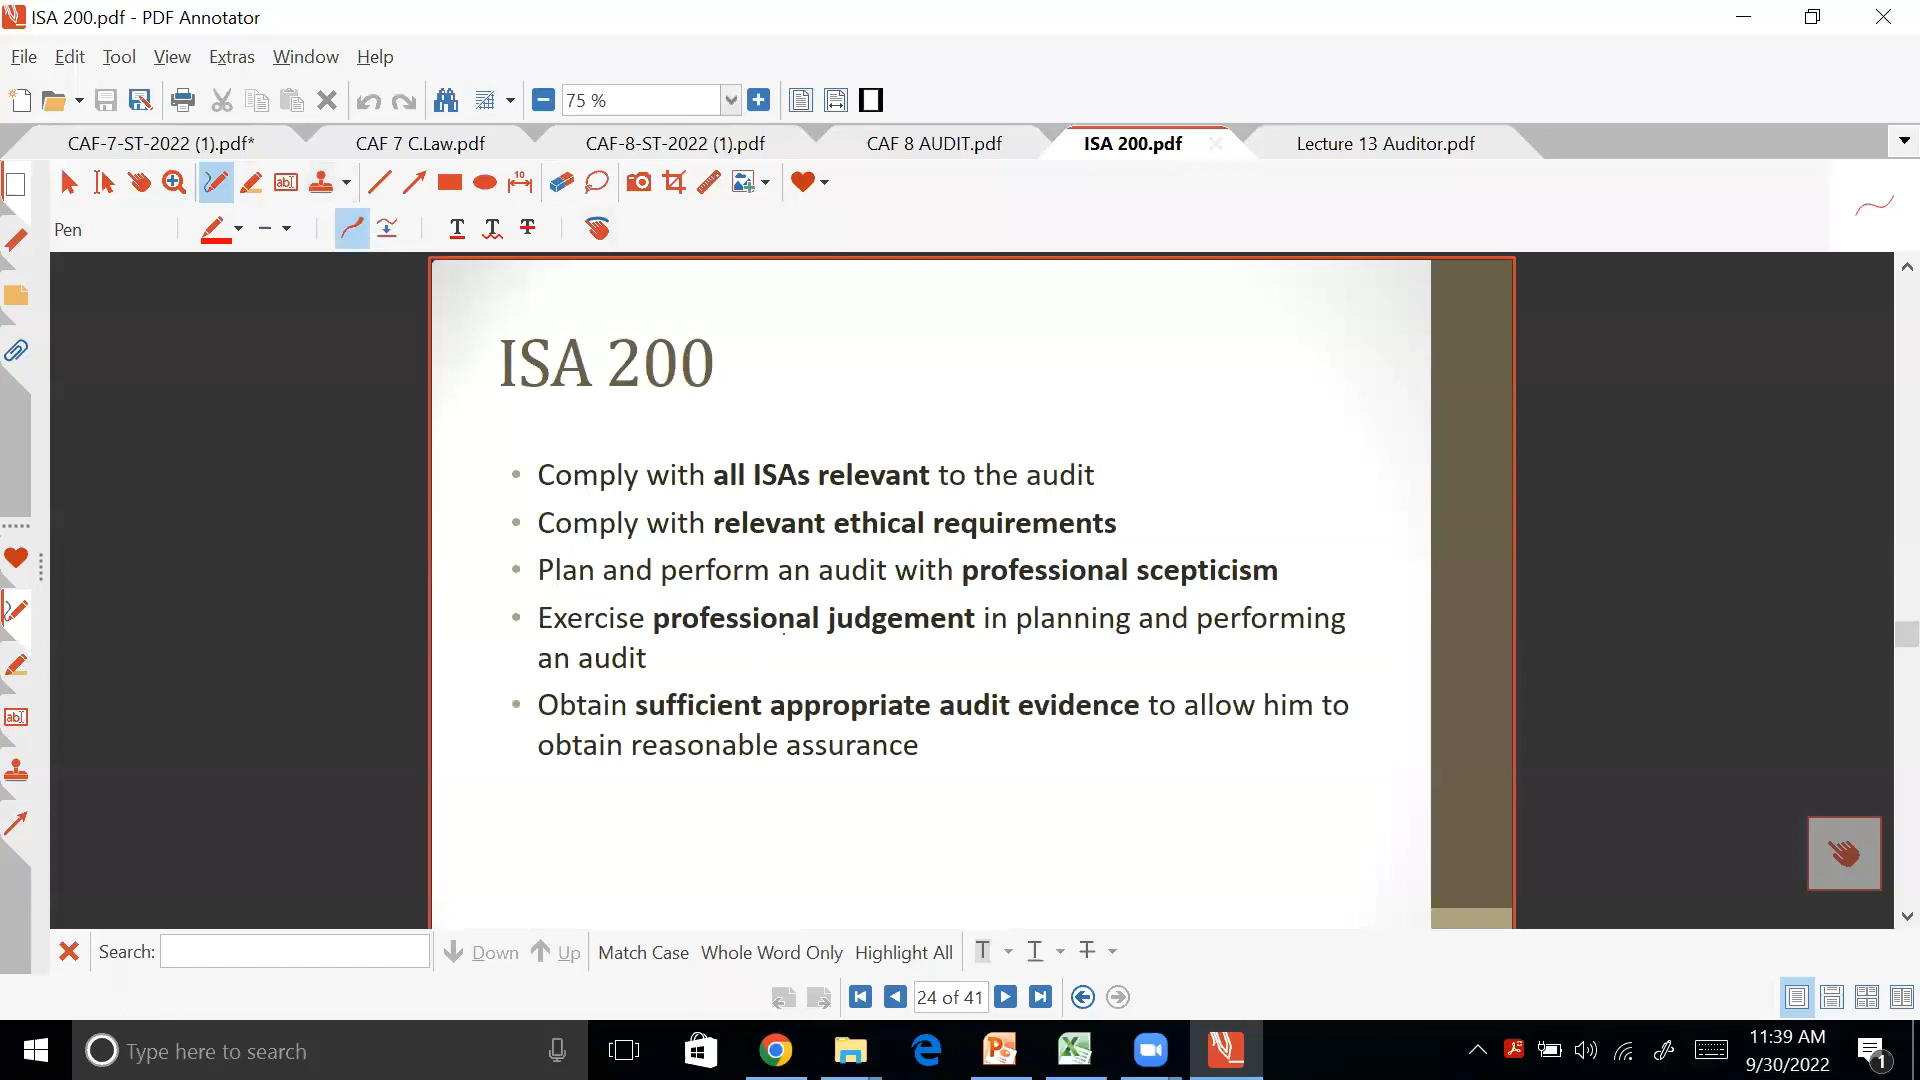 ISA 200.pdf - PDF Annotator
File Edit Tool View Extras Window Help
75 %
CAF-7-ST-2022 (1).pdf* CAF 7 C.Law.pdf CAF-8-ST-2022 (1).pdf CAF 8 AUDIT.pdf ISA 200.pdf Lecture 13 Auditor.pdf
Pen
ISA 200
• Comply with all ISAs relevant to the audit
• Comply with relevant ethical requirements
• Plan and perform an audit with professional scepticism
• Exercise professional judgement in planning and performing
an audit
• Obtain sufficient appropriate audit evidence to allow him to
obtain reasonable assurance
Search: Down Up Match Case Whole Word Only Highlight All
24 of 41
Type here to search
11:39 AM
9/30/2022
1